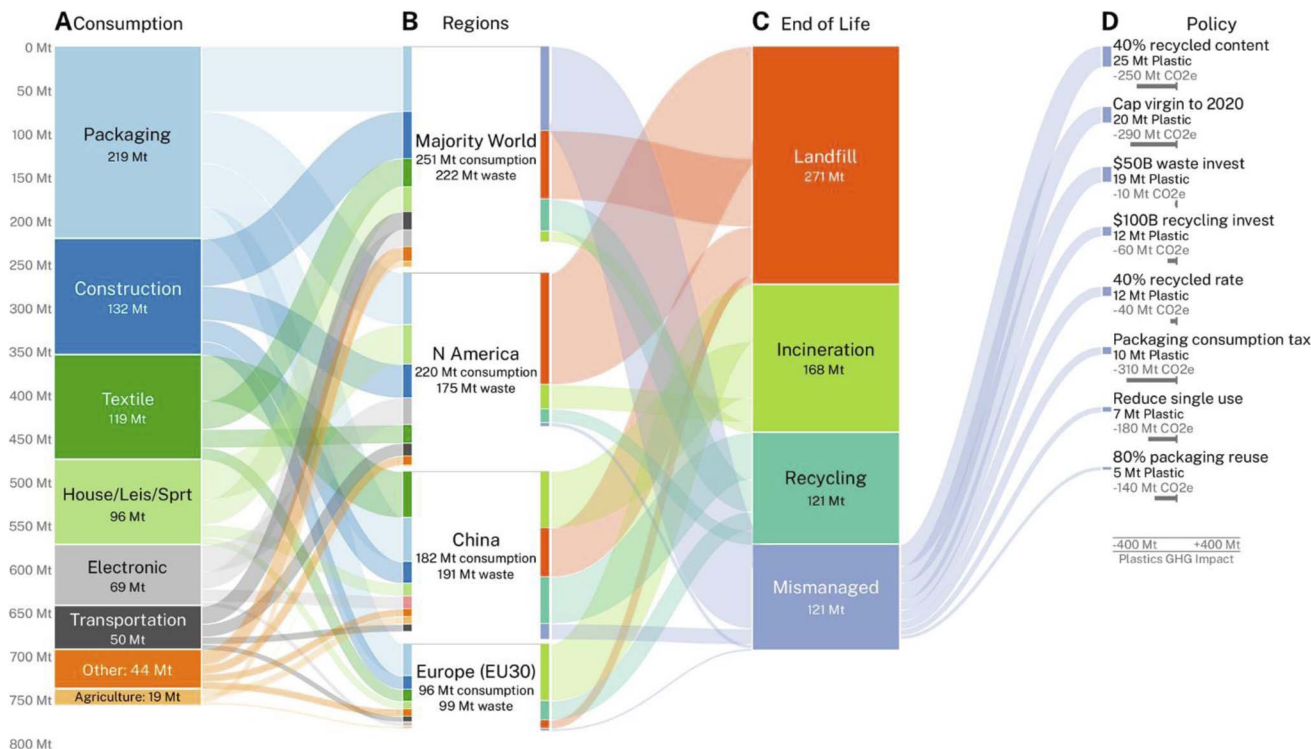 A Consumption
B Regions
C End of Life
D Policy
0 Mt
50 Mt
100 Mt
150 Mt
200 Mt
250 Mt
300 Mt
350 Mt
400 Mt
450 Mt
500 Mt
550 Mt
600 Mt
650 Mt
700 Mt
750 Mt
800 Mt
Packaging
219 Mt
Construction
132 Mt
Textile
119 Mt
House/Leis/Sprt
96 Mt
Electronic
69 Mt
Transportation
50 Mt
Other: 44 Mt
Agriculture: 19 Mt
Majority World
251 Mt consumption
222 Mt waste
N America
220 Mt consumption
175 Mt waste
China
182 Mt consumption
191 Mt waste
Europe (EU30)
96 Mt consumption
99 Mt waste
Landfill
271 Mt
Incineration
168 Mt
Recycling
121 Mt
Mismanaged
121 Mt
40% recycled content
25 Mt Plastic
-250 Mt CO2e
Cap virgin to 2020
20 Mt Plastic
-290 Mt CO2e
$50B waste invest
19 Mt Plastic
-10 Mt CO2e
$100B recycling invest
12 Mt Plastic
-60 Mt CO2e
40% recycled rate
12 Mt Plastic
-40 Mt CO2e
Packaging consumption tax
10 Mt Plastic
-310 Mt CO2e
Reduce single use
7 Mt Plastic
-180 Mt CO2e
80% packaging reuse
5 Mt Plastic
-140 Mt CO2e
-400 Mt +400 Mt
Plastics GHG Impact